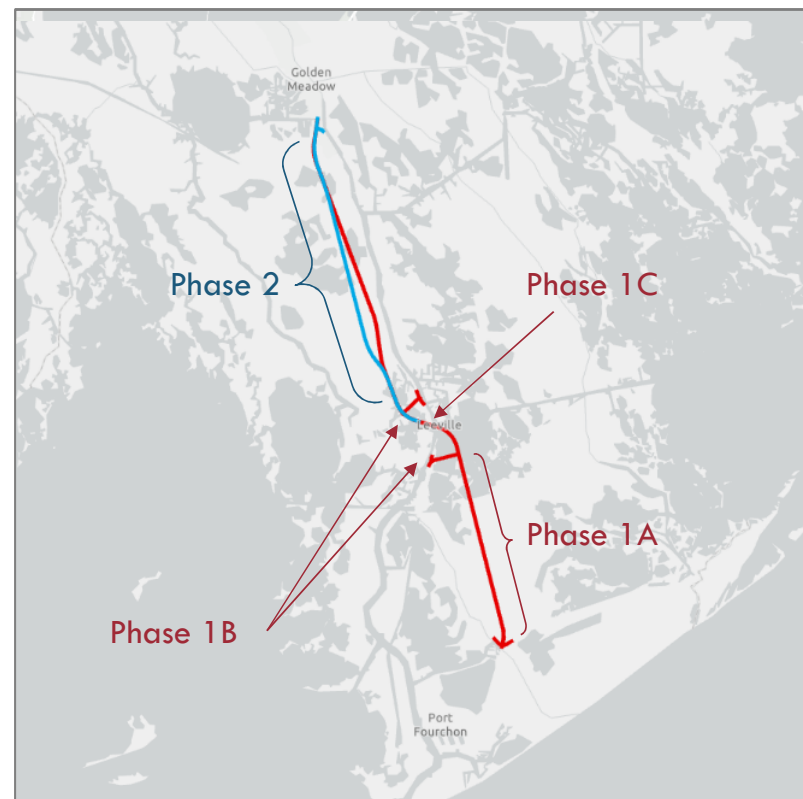 Golden
Meadow
Phase 2
Phase 1C
Leeville
Phase 1A
Phase 1B
Port
Fourchon